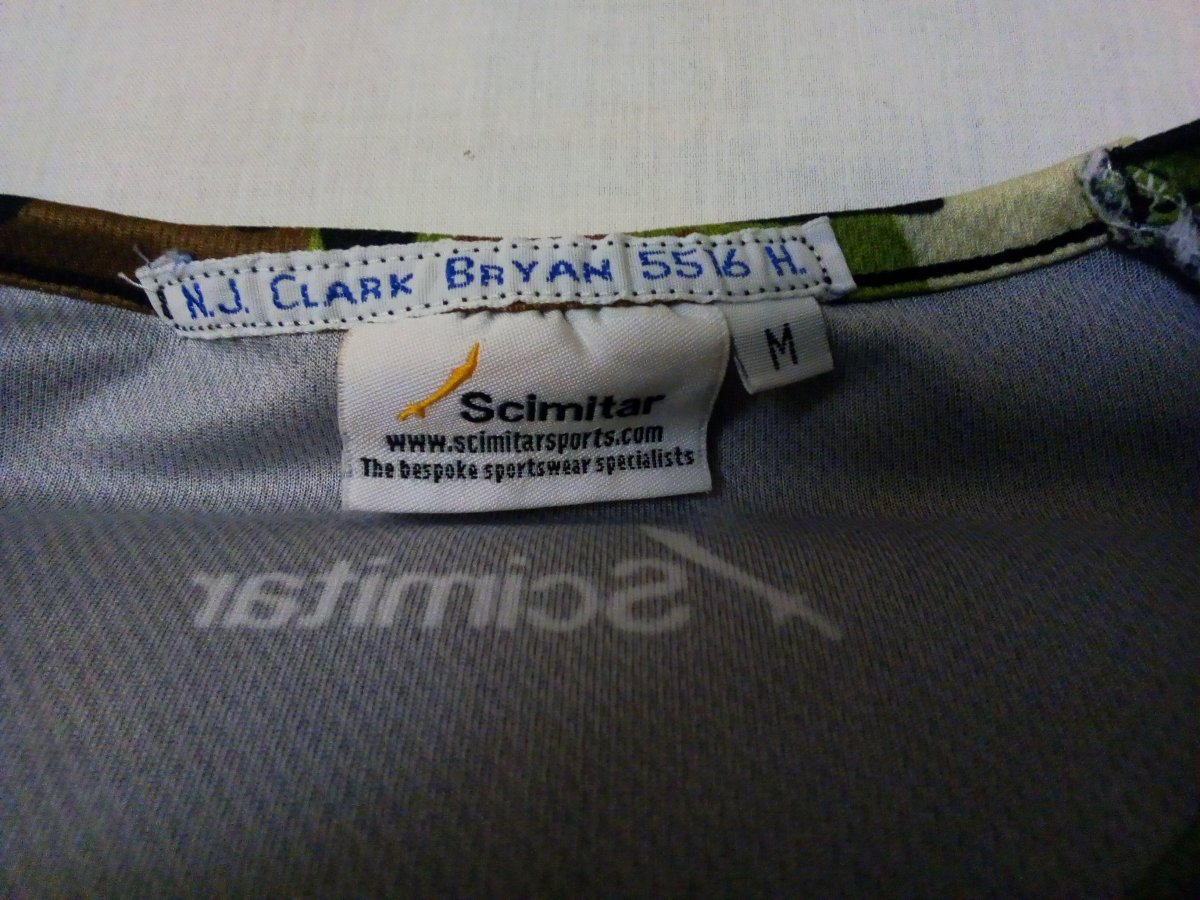 N.J. CLARK BRYAN 5516 H.
M
Scimitar
www.scimitarsports.com
The bespoke sportswear specialists
Scimitar